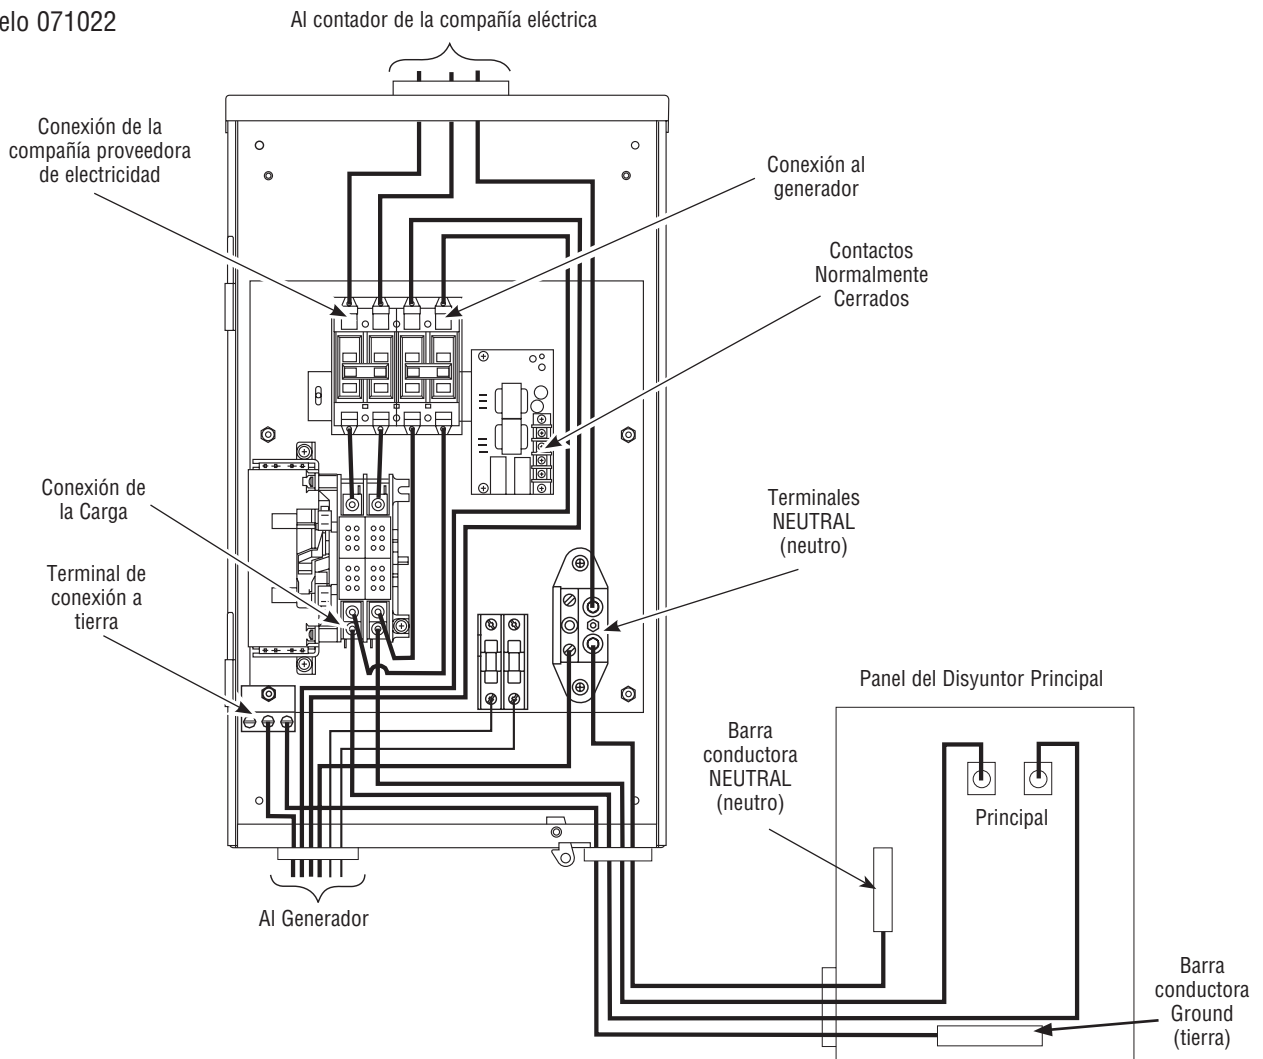 elo 071022
Al contador de la compañía eléctrica
Conexión de la
compañía proveedora
de electricidad
Conexión al
generador
Contactos
Normalmente
Cerrados
Conexión de
la Carga
Terminales
NEUTRAL
(neutro)
Terminal de
conexión a
tierra
Panel del Disyuntor Principal
Barra
conductora
NEUTRAL
(neutro)
Principal
Al Generador
Barra
conductora
Ground
(tierra)